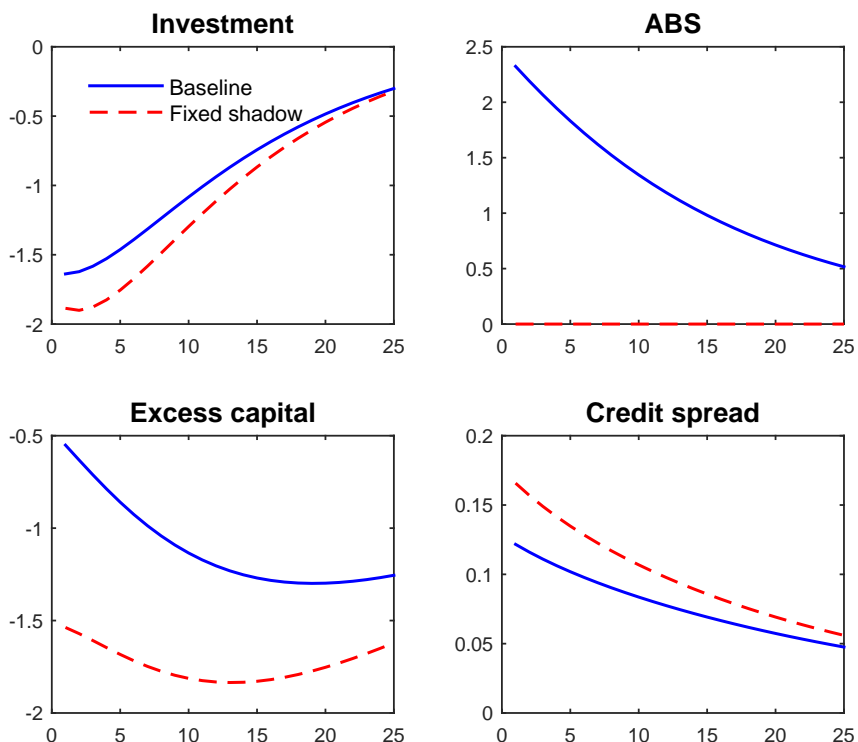 Investment
0
-0.5
-1
-1.5
-2
0 5 10 15 20 25
Baseline
Fixed shadow
ABS
2.5
2
1.5
1
0.5
0
0 5 10 15 20 25
Excess capital
-0.5
-1
-1.5
-2
0 5 10 15 20 25
Credit spread
0.2
0.15
0.1
0.05
0
0 5 10 15 20 25